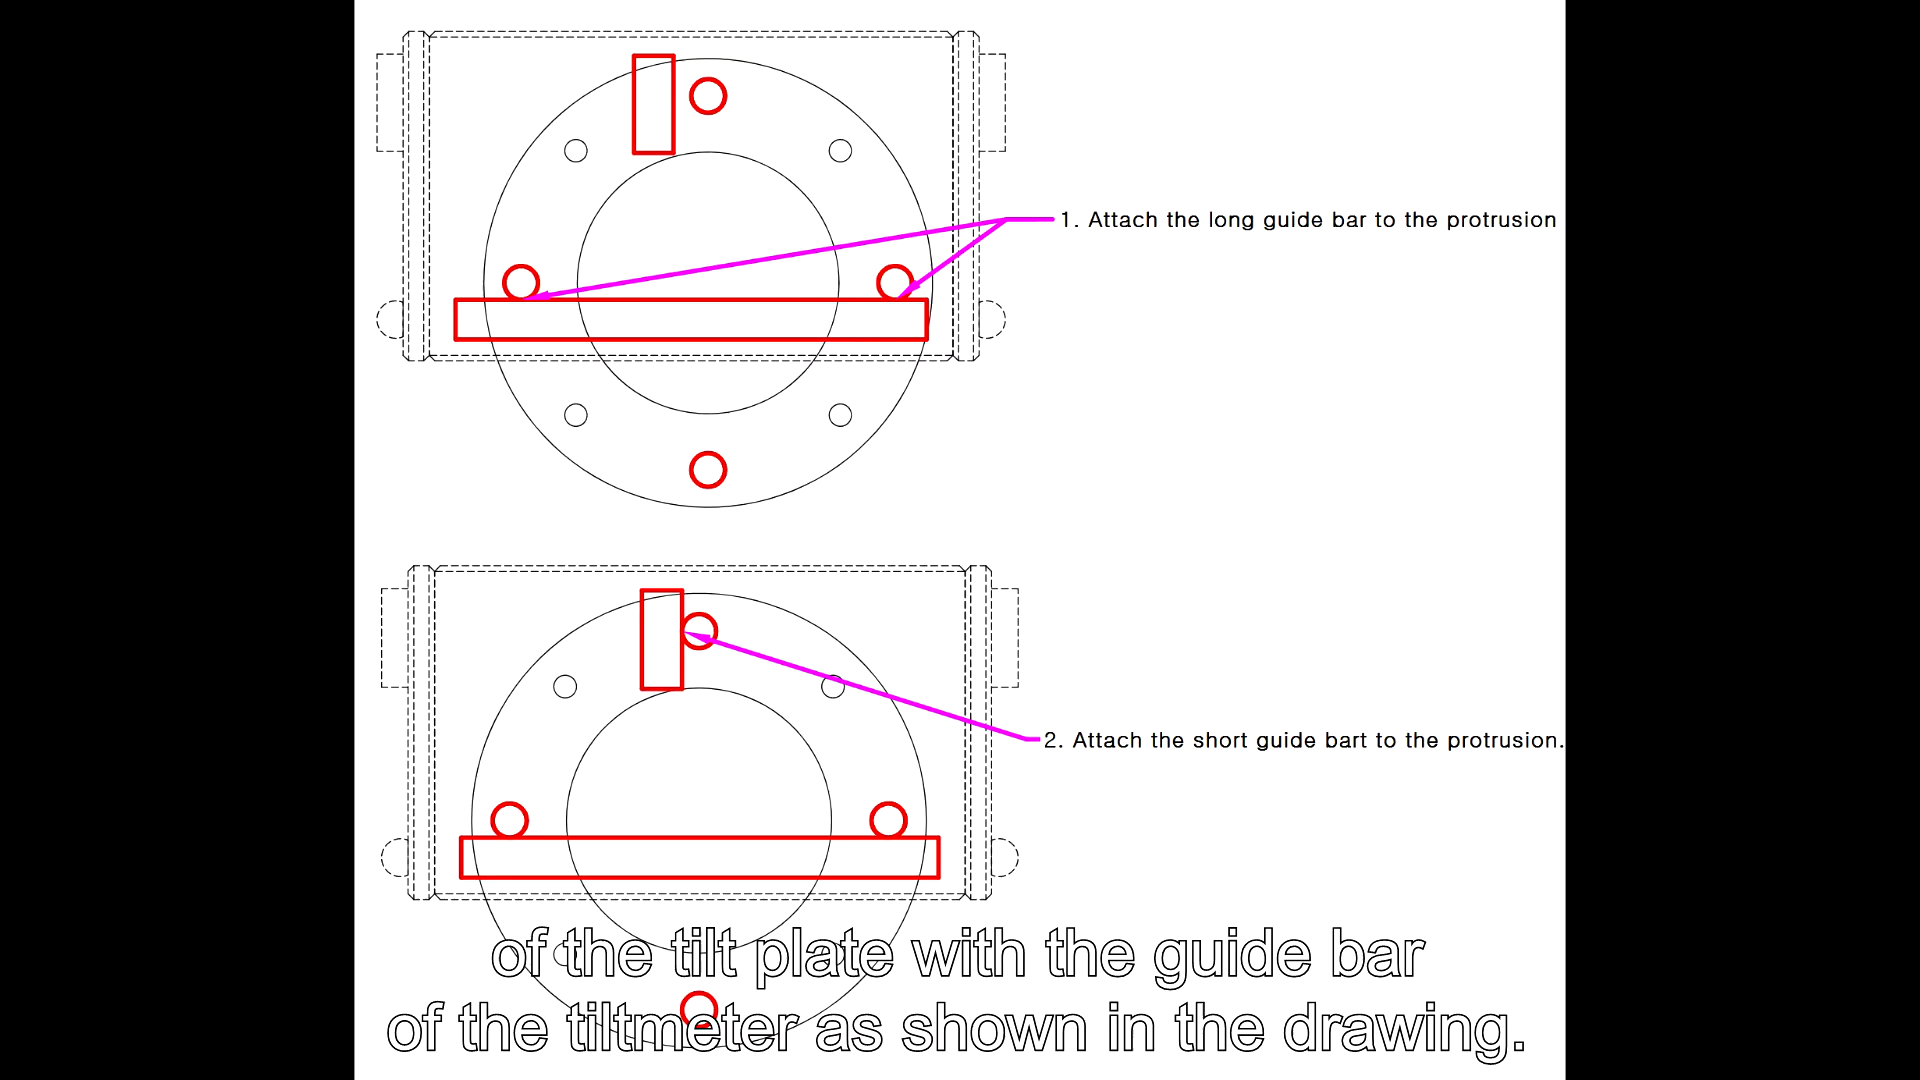 1. Attach the long guide bar to the protrusion
2. Attach the short guide bart to the protrusion.
of the tilt plate with the guide bar
of the tiltmeter as shown in the drawing.